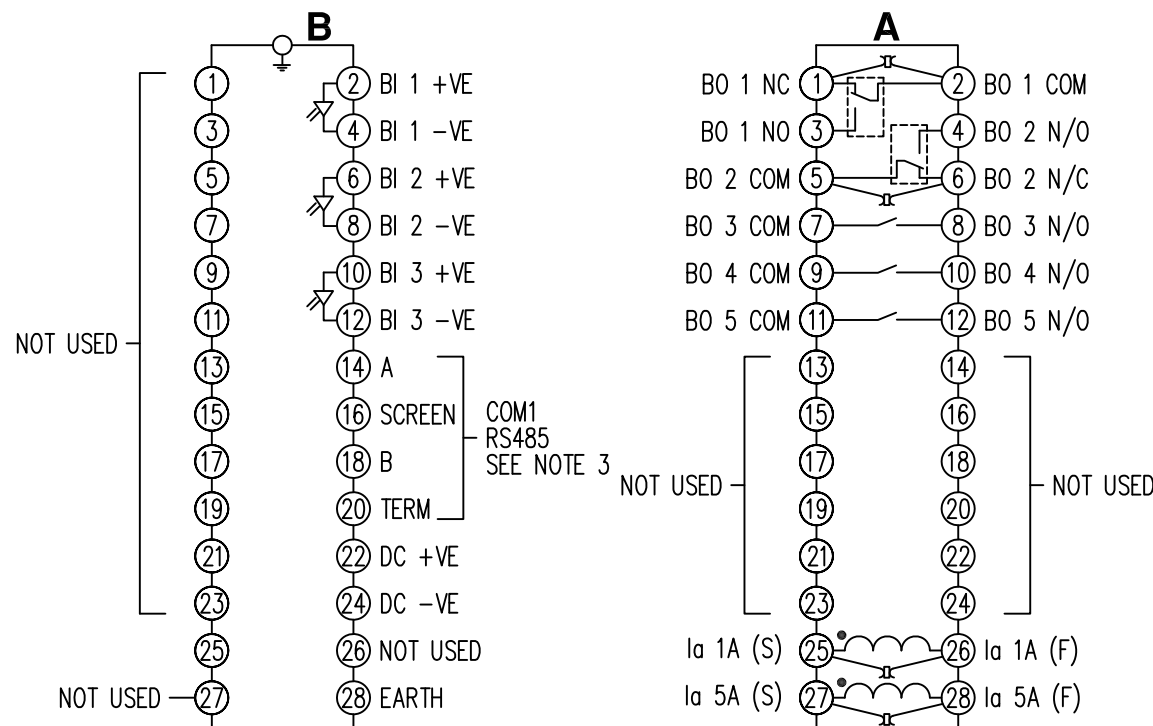 B
A
1
2 BI 1 +VE
BO 1 NC 1
2 BO 1 COM
3
4 BI 1 -VE
BO 1 NO 3
4 BO 2 N/O
5
6 BI 2 +VE
BO 2 COM 5
6 BO 2 N/C
7
8 BI 2 -VE
BO 3 COM 7
8 BO 3 N/O
9
10 BI 3 +VE
BO 4 COM 9
10 BO 4 N/O
11
12 BI 3 -VE
BO 5 COM 11
12 BO 5 N/O
NOT USED
13
14 A
13
14
15
16 SCREEN
COM1
RS485
SEE NOTE 3
15
16
17
18 B
17
18
NOT USED
NOT USED
19
20 TERM
19
20
21
22 DC +VE
21
22
23
24 DC -VE
23
24
25
26 NOT USED
Ia 1A (S) 25
26 Ia 1A (F)
NOT USED 27
28 EARTH
Ia 5A (S) 27
28 Ia 5A (F)